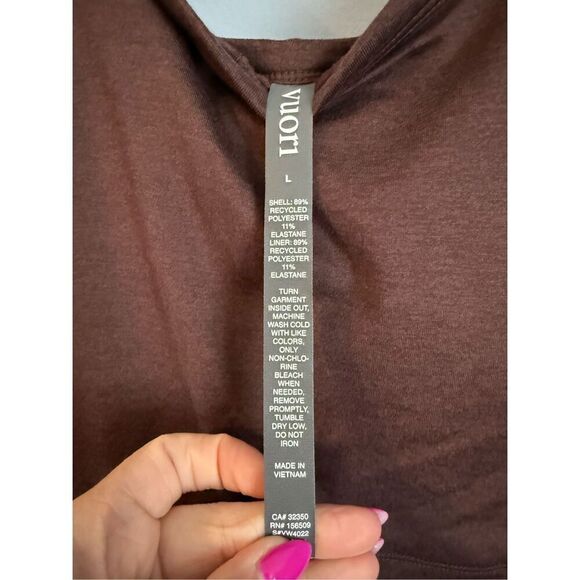 vuori
L
SHELL: 89%
RECYCLED
POLYESTER
11%
ELASTANE
LINER: 89%
RECYCLED
POLYESTER
11%
ELASTANE
TURN
GARMENT
INSIDE OUT,
MACHINE
WASH COLD
WITH LIKE
COLORS,
ONLY
NON-CHLO-
RINE
BLEACH
WHEN
NEEDED,
REMOVE
PROMPTLY,
TUMBLE
DRY LOW,
DO NOT
IRON
MADE IN
VIETNAM
CA# 32350
RN# 156509
S#VW4022